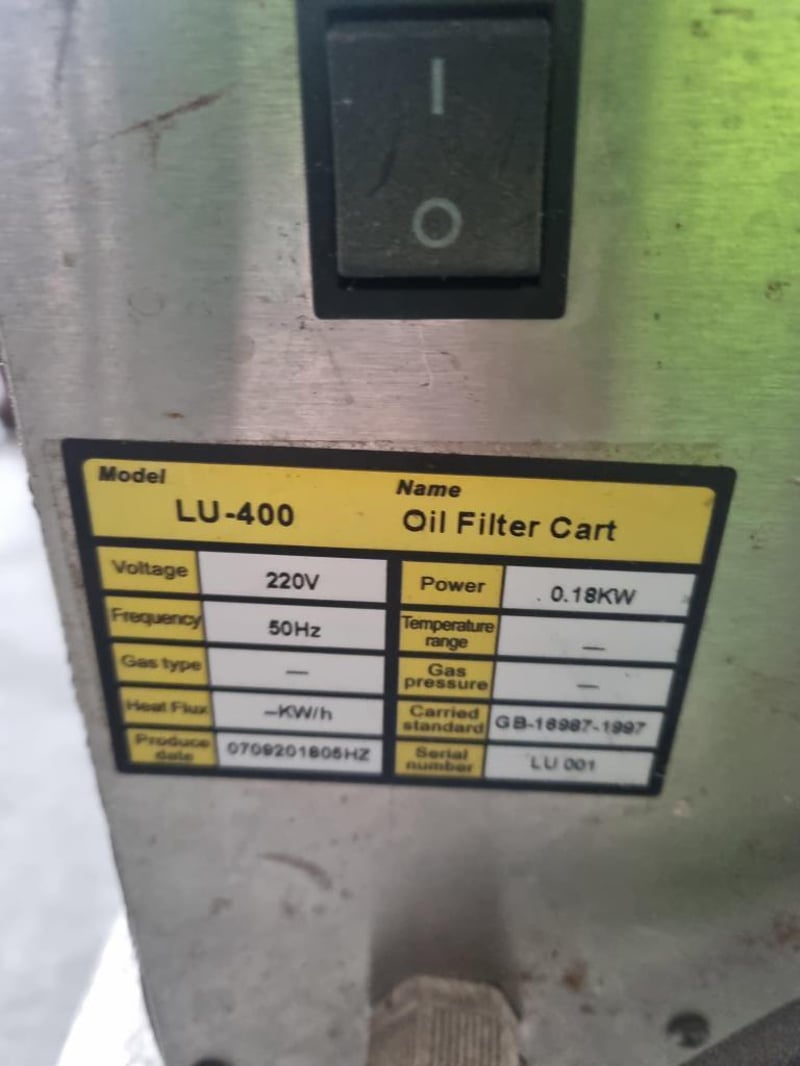 I
O
Model Name
LU-400 Oil Filter Cart
Voltage 220V Power 0.18KW
Frequency 50Hz Temperature range —
Gas type — Gas pressure —
Heat Flux –KW/h Carried standard GB-16987-1997
Produce date 0709201805HZ Serial number LU 001